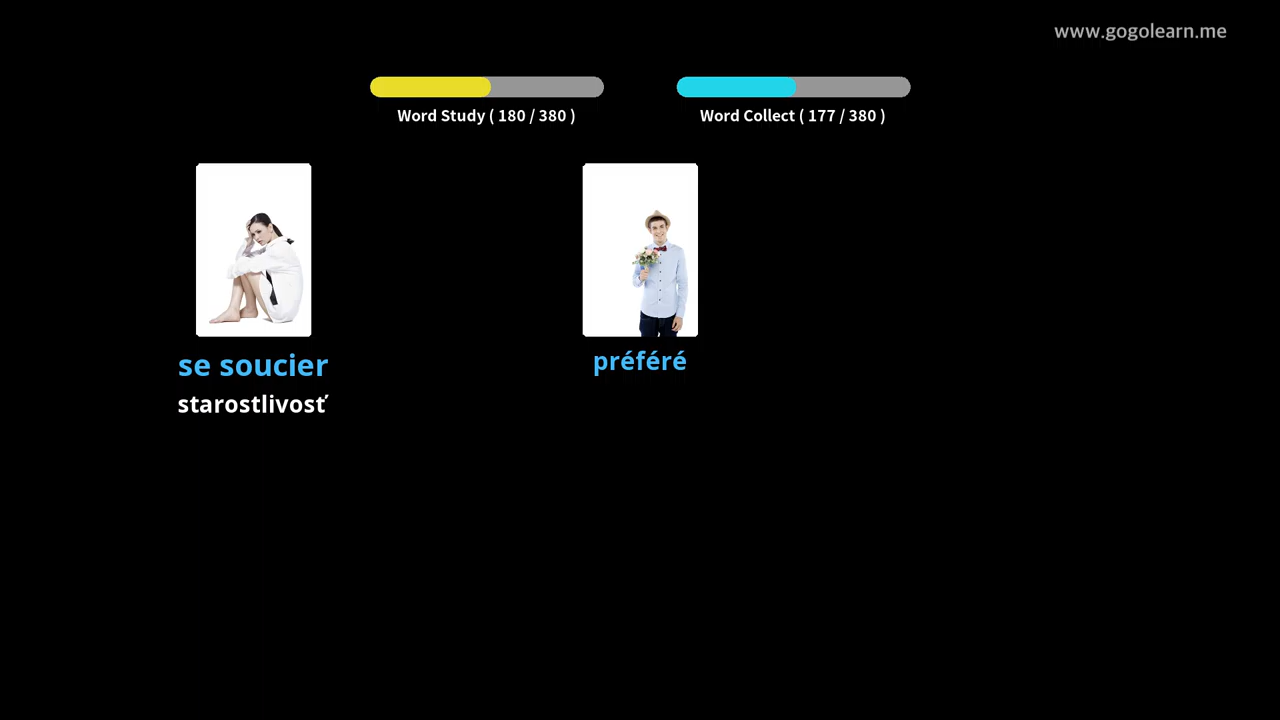 www.gogolearn.me
Word Study ( 180 / 380 )
Word Collect ( 177 / 380 )
se soucier
starostlivosť
préféré